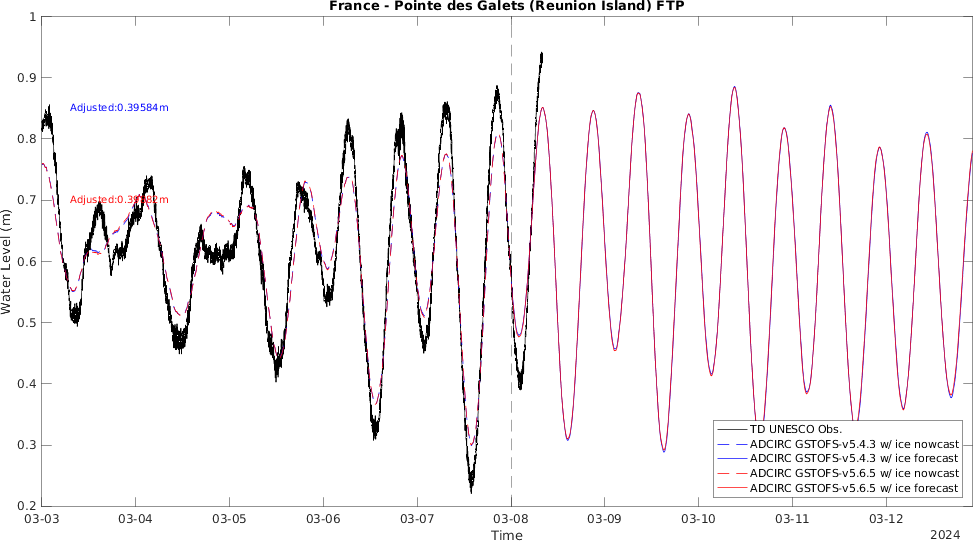 France - Pointe des Galets (Reunion Island) FTP
1
0.9
0.8
0.7
0.6
0.5
0.4
0.3
0.2
Water Level (m)
Adjusted:0.39584m
TD UNESCO Obs.
ADCIRC GSTOFS-v5.4.3 w/ ice nowcast
ADCIRC GSTOFS-v5.4.3 w/ ice forecast
ADCIRC GSTOFS-v5.6.5 w/ ice nowcast
ADCIRC GSTOFS-v5.6.5 w/ ice forecast
03-03 03-04 03-05 03-06 03-07 03-08 03-09 03-10 03-11 03-12
Time
2024